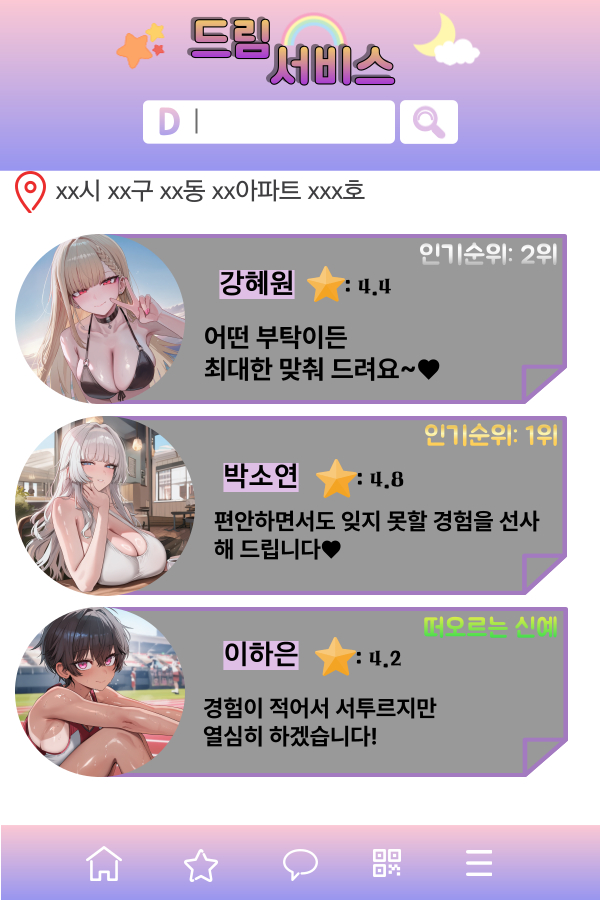 드림
서비스
D |
xx시 xx구 xx동 xx아파트 xxx호
인기순위: 2위
강혜원 : 4.4
어떤 부탁이든
최대한 맞춰 드려요~♥
인기순위: 1위
박소연 : 4.8
편안하면서도 잊지 못할 경험을 선사
해 드립니다♥
떠오르는 신예
이하은 : 4.2
경험이 적어서 서투르지만
열심히 하겠습니다!